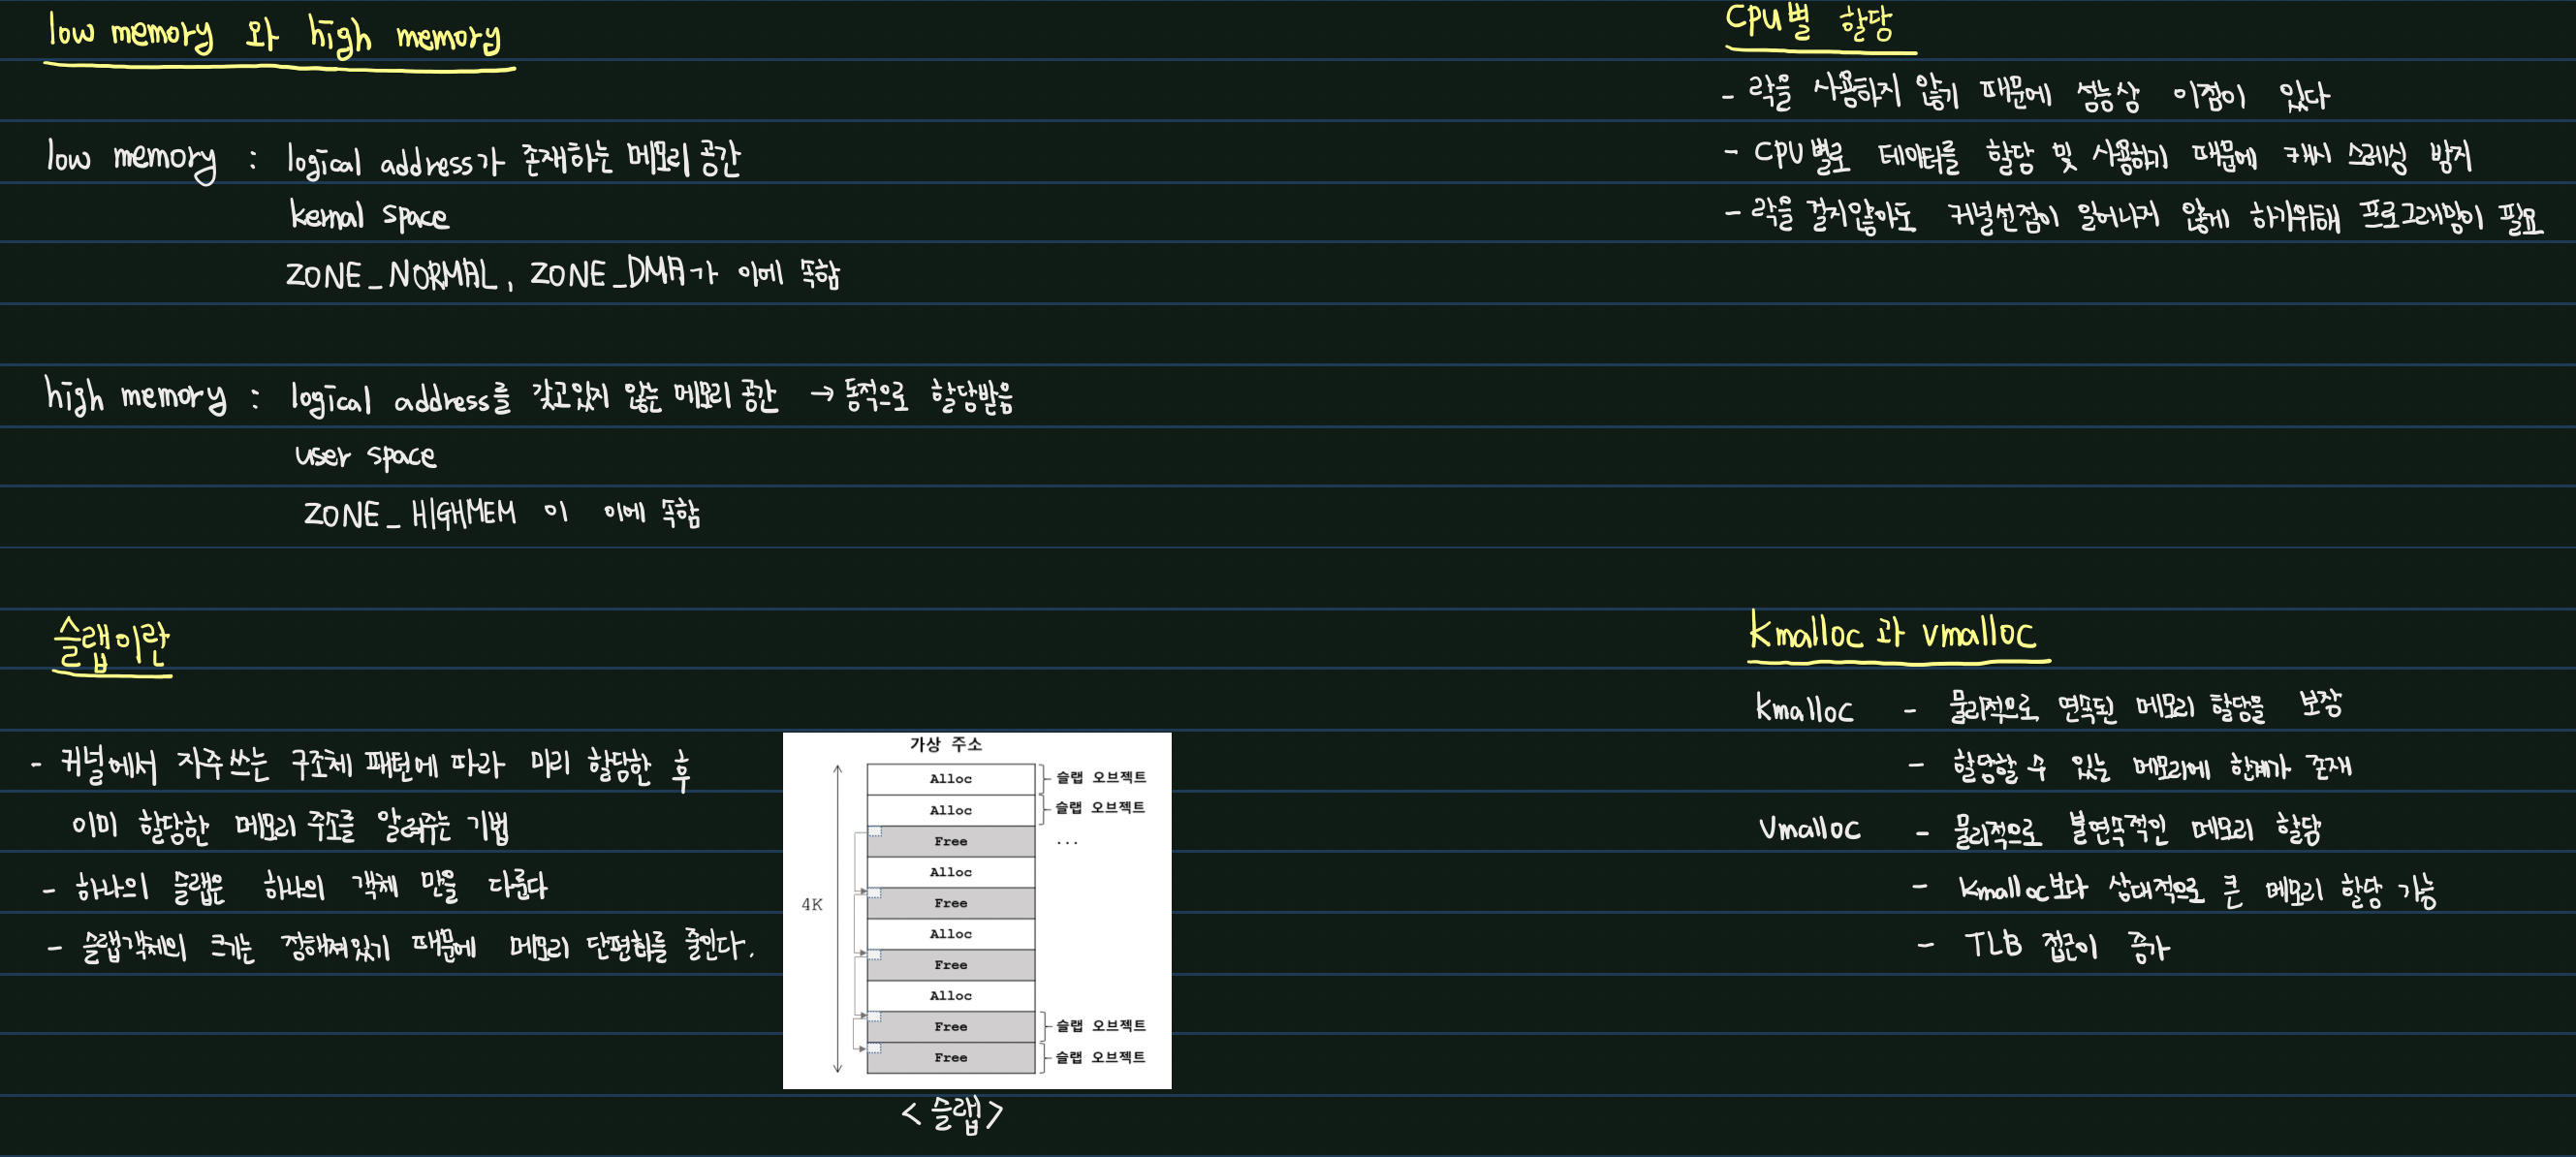 low memory 와 high memory
low memory : logical address가 존재하는 메모리 공간
kernal space
ZONE_NORMAL, ZONE_DMA가 이에 속함
high memory : logical address를 갖고있지 않는 메모리 공간 → 동적으로 할당받음
user space
ZONE_HIGHMEM 이 이에 속함
CPU별 할당
- 락을 사용하지 않기 때문에 성능상 이점이 있다
- CPU별로 데이터를 할당 및 사용하기 때문에 캐시 스레싱 방지
- 락을 걸지않아도 커널선점이 일어나지 않게 하기위해 프로그래밍이 필요
슬랩이란
- 커널에서 자주 쓰는 구조체 패턴에 따라 미리 할당한 후
이미 할당한 메모리 주소를 알려주는 기법
- 하나의 슬랩은 하나의 객체 만을 다룬다
- 슬랩객체의 크기는 정해져있기 때문에 메모리 단편화를 줄인다.
가상 주소
Alloc 슬랩 오브젝트
Alloc 슬랩 오브젝트
Free ...
Alloc
4K Free
Alloc
Free
Alloc
Free 슬랩 오브젝트
Free 슬랩 오브젝트
< 슬랩 >
Kmalloc 과 vmalloc
kmalloc - 물리적으로 연속된 메모리 할당을 보장
- 할당할 수 있는 메모리에 한계가 존재
Vmalloc - 물리적으로 불연속적인 메모리 할당
- Kmalloc보다 상대적으로 큰 메모리 할당 가능
- TLB 접근이 증가